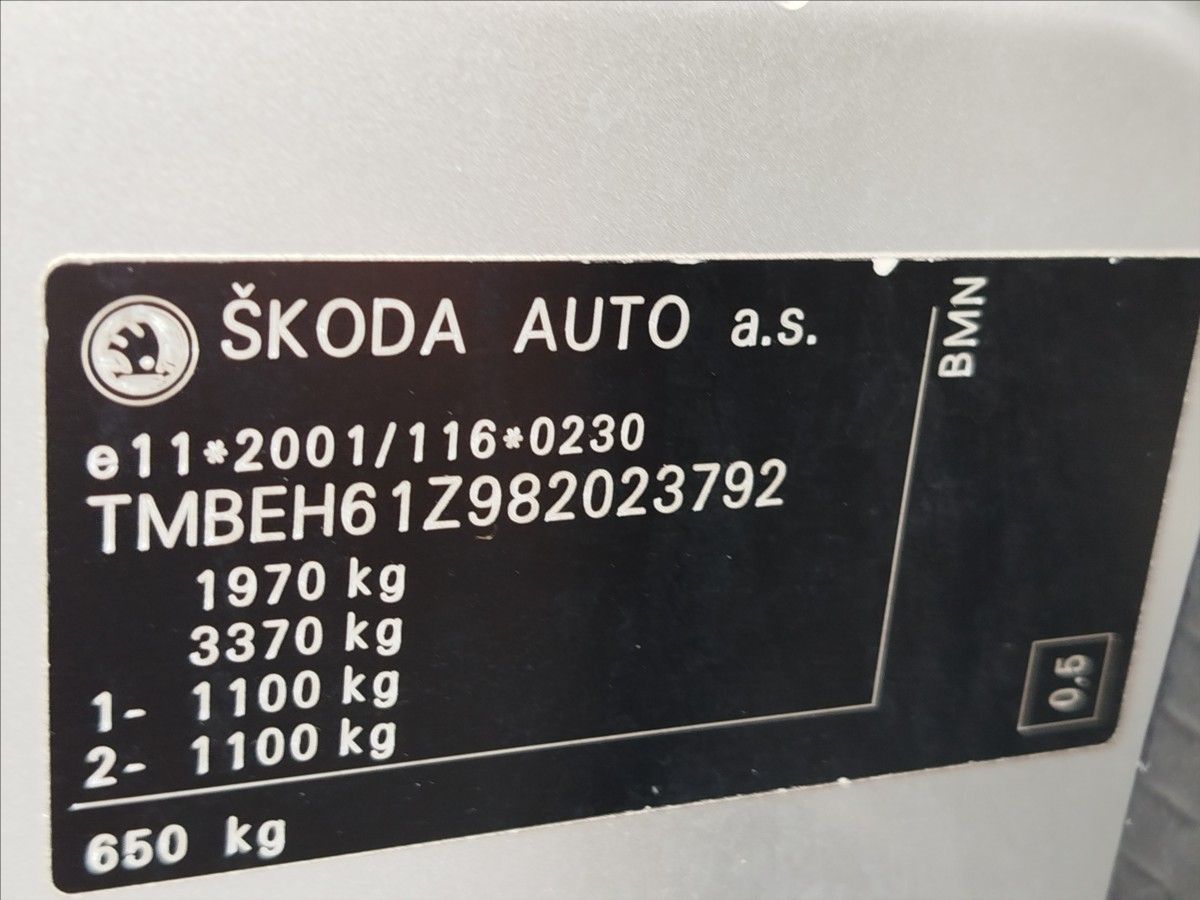 ŠKODA AUTO a.s.
e11*2001/116*0230
TMBEH61Z982023792
1970 kg
3370 kg
1- 1100 kg
2- 1100 kg
650 kg
BMN
0,5